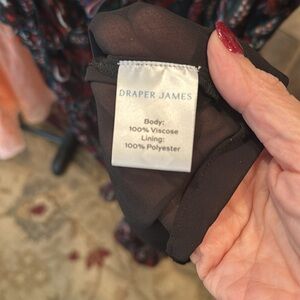 DRAPER JAMES
Body:
100% Viscose
Lining:
100% Polyester